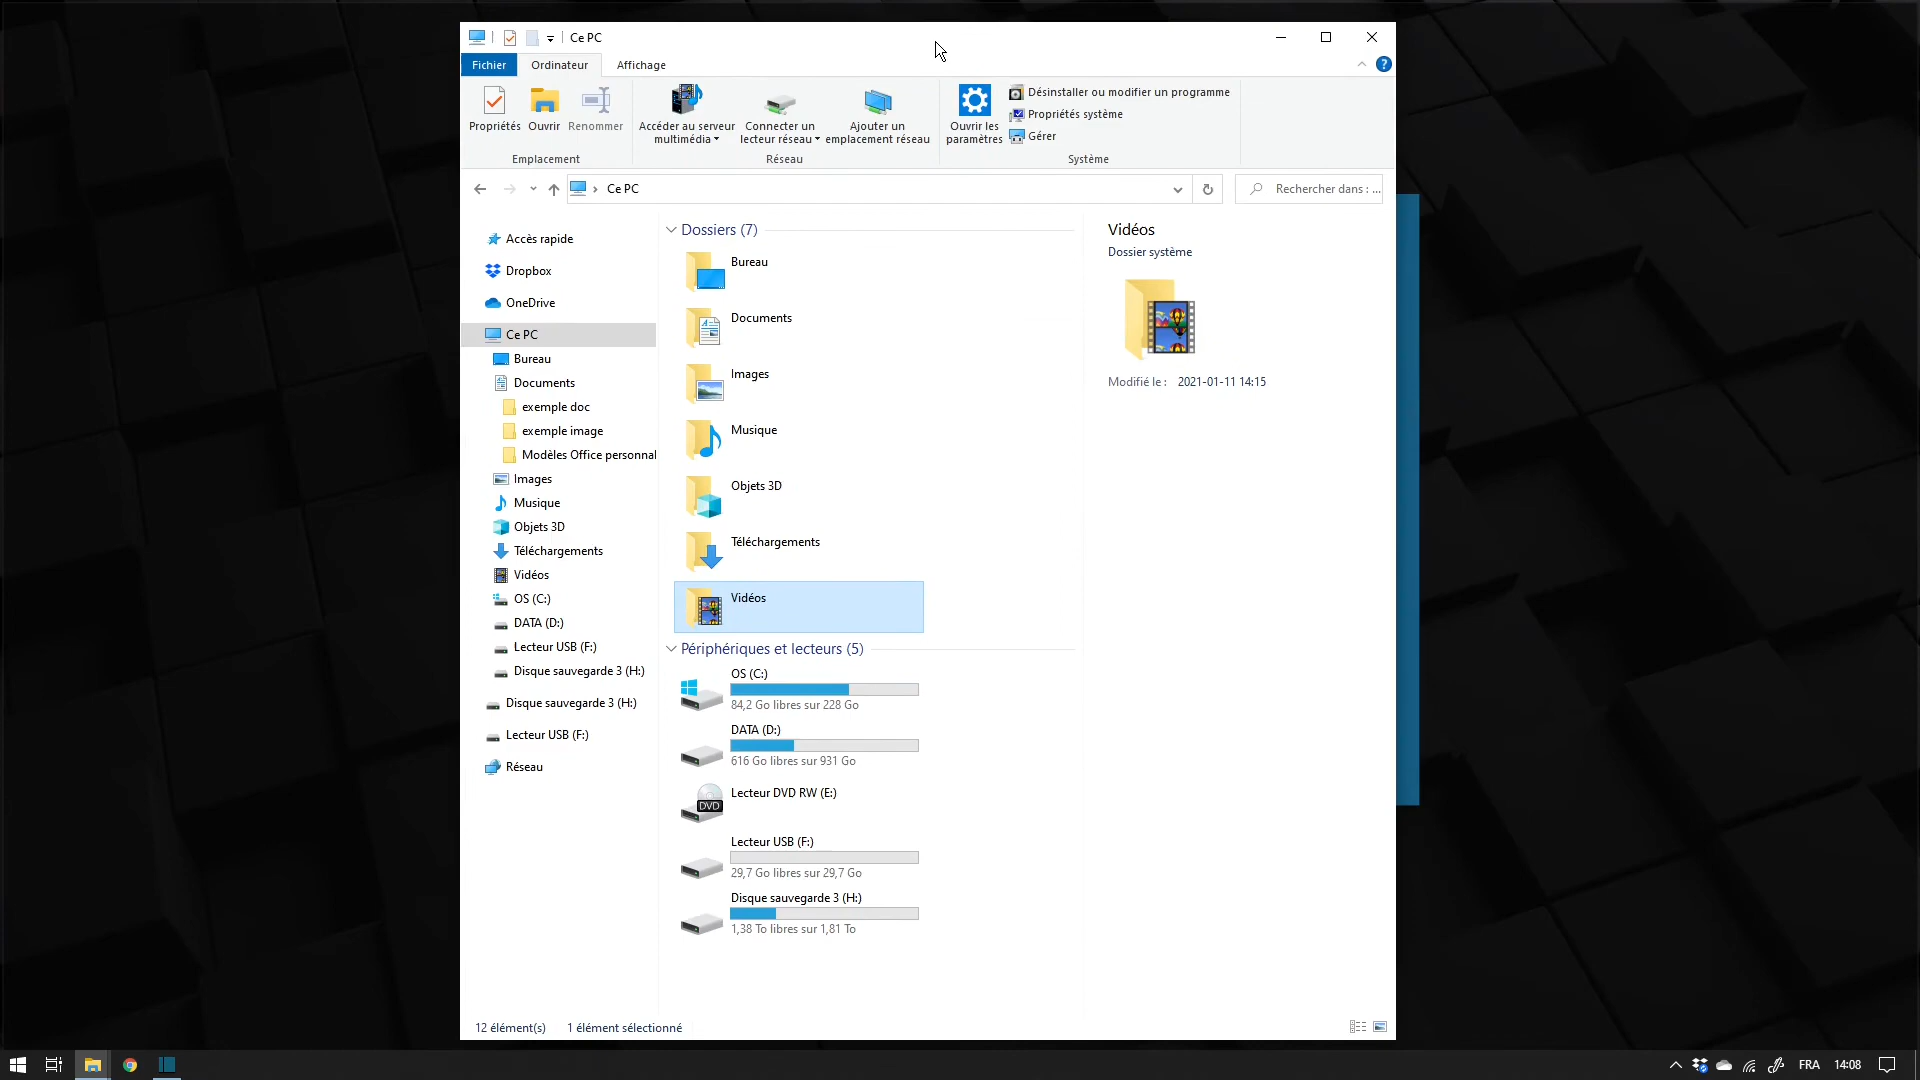 Ce PC
Fichier
Ordinateur
Affichage
Propriétés
Ouvrir
Renommer
Accéder au serveur
multimédia
Connecter un
lecteur réseau
Ajouter un
emplacement réseau
Ouvrir les
paramètres
Désinstaller ou modifier un programme
Propriétés système
Gérer
Emplacement
Réseau
Système
Ce PC
Rechercher dans : ...
Accès rapide
Dropbox
OneDrive
Ce PC
Bureau
Documents
exemple doc
exemple image
Modèles Office personnal
Images
Musique
Objets 3D
Téléchargements
Vidéos
OS (C:)
DATA (D:)
Lecteur USB (F:)
Disque sauvegarde 3 (H:)
Disque sauvegarde 3 (H:)
Lecteur USB (F:)
Réseau
Dossiers (7)
Bureau
Documents
Images
Musique
Objets 3D
Téléchargements
Vidéos
Périphériques et lecteurs (5)
OS (C:)
84,2 Go libres sur 228 Go
DATA (D:)
616 Go libres sur 931 Go
DVD
Lecteur DVD RW (E:)
Lecteur USB (F:)
29,7 Go libres sur 29,7 Go
Disque sauvegarde 3 (H:)
1,38 To libres sur 1,81 To
Vidéos
Dossier système
Modifié le : 2021-01-11 14:15
12 élément(s)
1 élément sélectionné
FRA
14:08